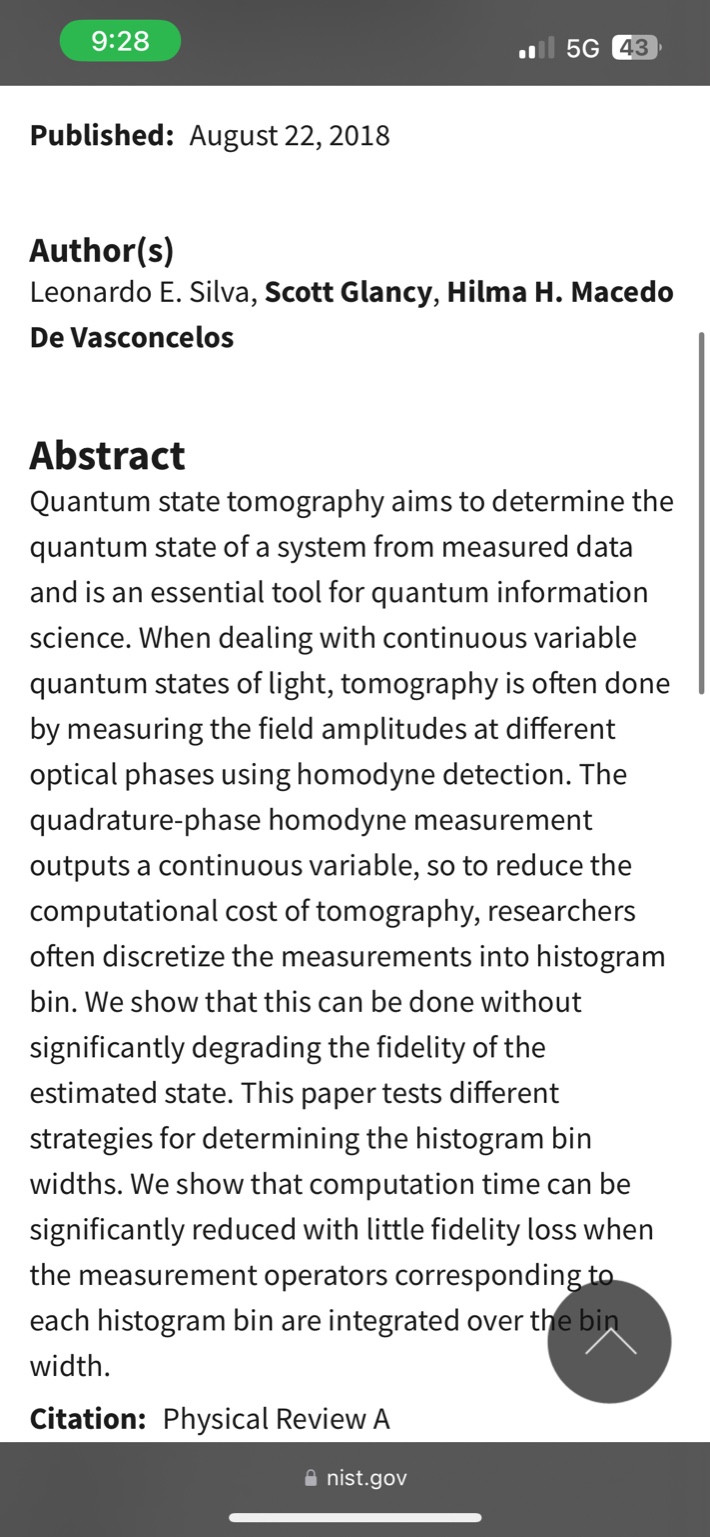 9:28
5G 43
Published: August 22, 2018
Author(s)
Leonardo E. Silva, Scott Glancy, Hilma H. Macedo
De Vasconcelos
Abstract
Quantum state tomography aims to determine the
quantum state of a system from measured data
and is an essential tool for quantum information
science. When dealing with continuous variable
quantum states of light, tomography is often done
by measuring the field amplitudes at different
optical phases using homodyne detection. The
quadrature-phase homodyne measurement
outputs a continuous variable, so to reduce the
computational cost of tomography, researchers
often discretize the measurements into histogram
bin. We show that this can be done without
significantly degrading the fidelity of the
estimated state. This paper tests different
strategies for determining the histogram bin
widths. We show that computation time can be
significantly reduced with little fidelity loss when
the measurement operators corresponding to
each histogram bin are integrated over the bin
width.
Citation: Physical Review A
nist.gov